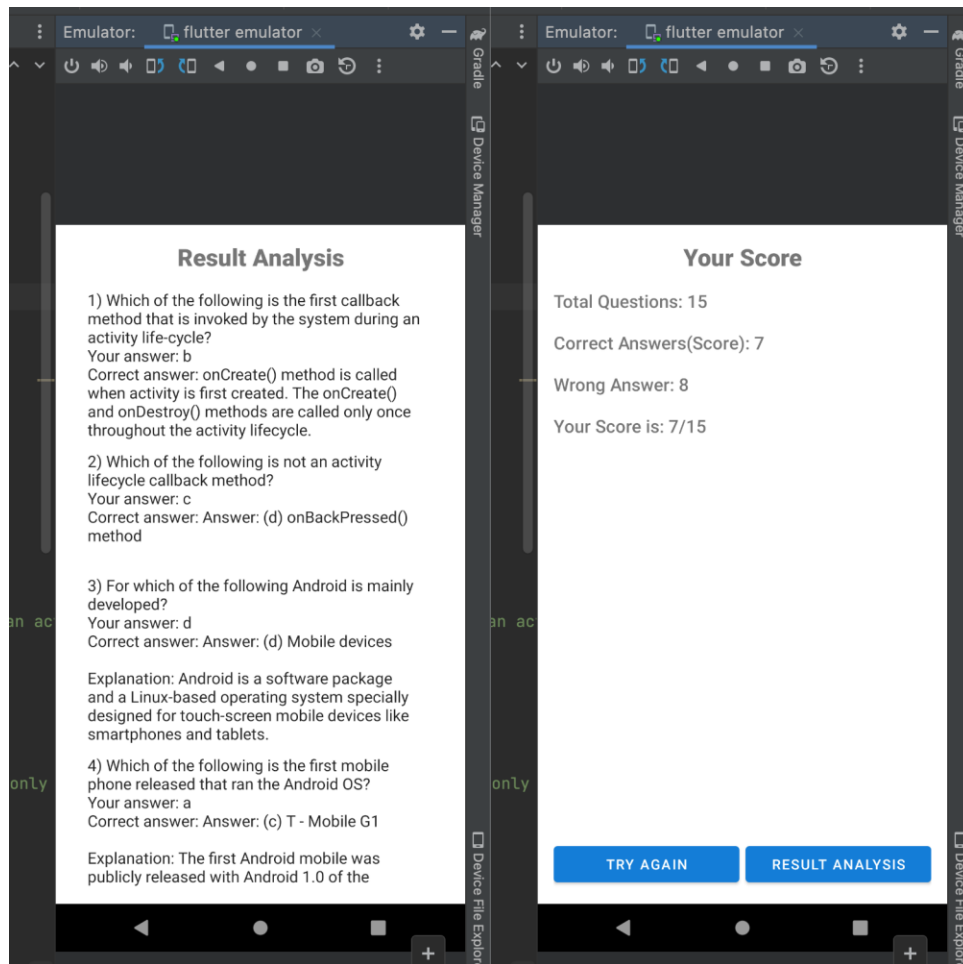 Emulator: flutter emulator
Gradle
Device Manager
Result Analysis
1) Which of the following is the first callback
method that is invoked by the system during an
activity life-cycle?
Your answer: b
Correct answer: onCreate() method is called
when activity is first created. The onCreate()
and onDestroy() methods are called only once
throughout the activity lifecycle.
2) Which of the following is not an activity
lifecycle callback method?
Your answer: c
Correct answer: Answer: (d) onBackPressed()
method
3) For which of the following Android is mainly
developed?
Your answer: d
Correct answer: Answer: (d) Mobile devices
Explanation: Android is a software package
and a Linux-based operating system specially
designed for touch-screen mobile devices like
smartphones and tablets.
4) Which of the following is the first mobile
phone released that ran the Android OS?
Your answer: a
Correct answer: Answer: (c) T - Mobile G1
Explanation: The first Android mobile was
publicly released with Android 1.0 of the
an ac
only
Device File Explor
Emulator: flutter emulator
Gradle
Device Manager
Your Score
Total Questions: 15
Correct Answers(Score): 7
Wrong Answer: 8
Your Score is: 7/15
TRY AGAIN
RESULT ANALYSIS
an ac
only
Device File Explor